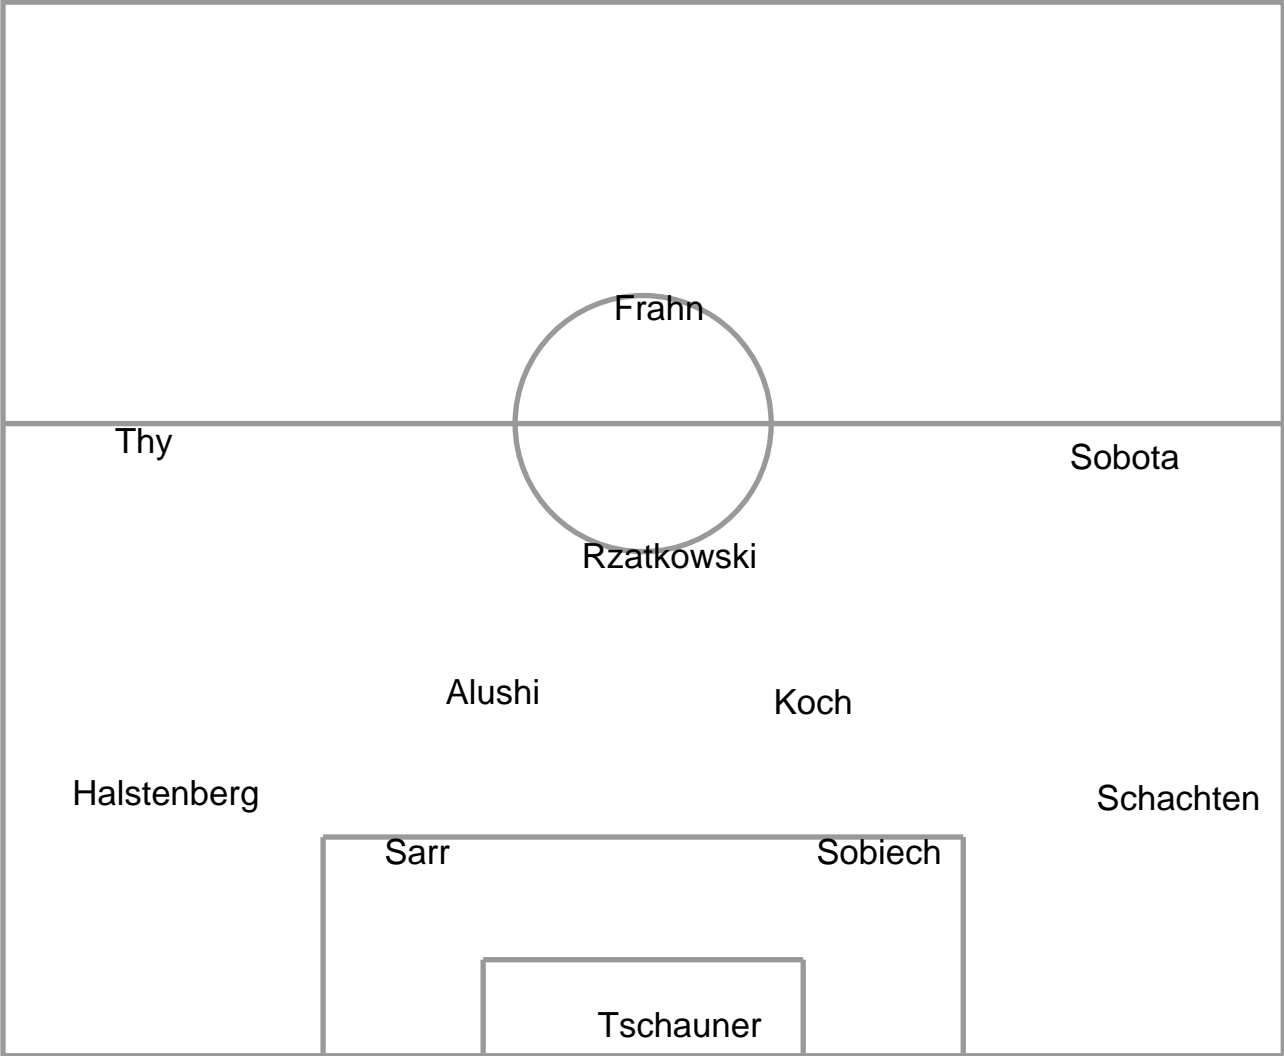 Frahn
Thy
Sobota
Rzatkowski
Alushi
Koch
Halstenberg
Schachten
Sarr
Sobiech
Tschauner